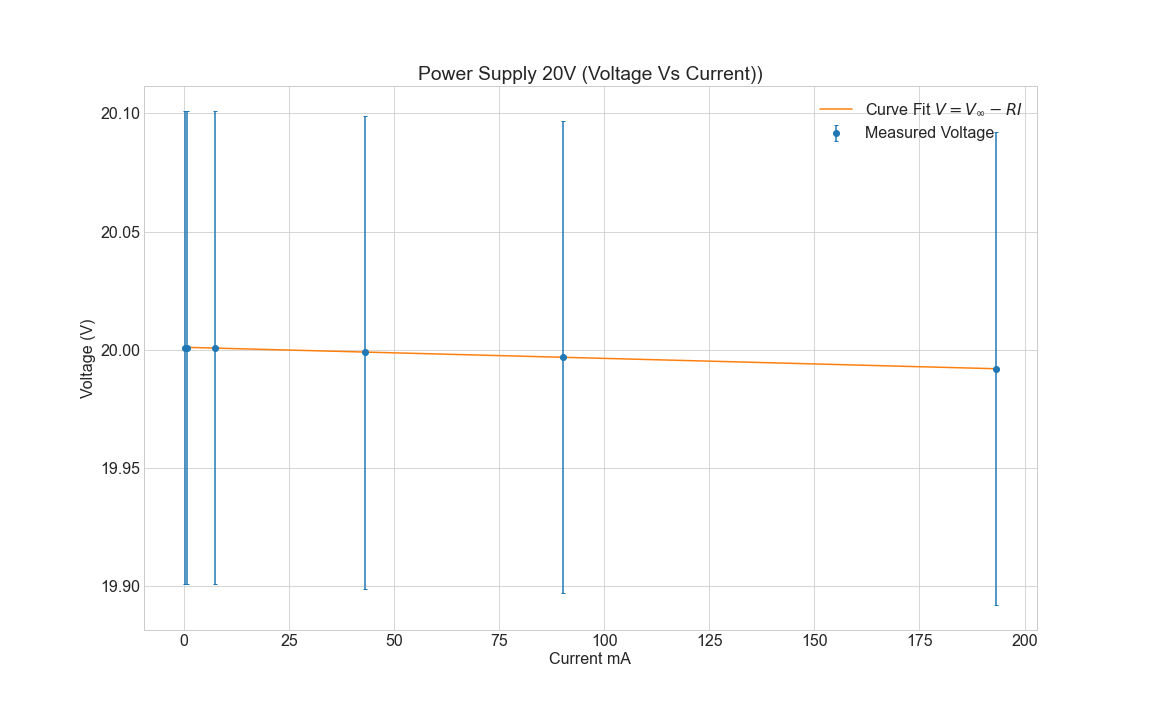 Power Supply 20V (Voltage Vs Current))
Curve Fit V = V∞ − RI
Measured Voltage
20.10
20.05
20.00
19.95
19.90
Voltage (V)
0 25 50 75 100 125 150 175 200
Current mA